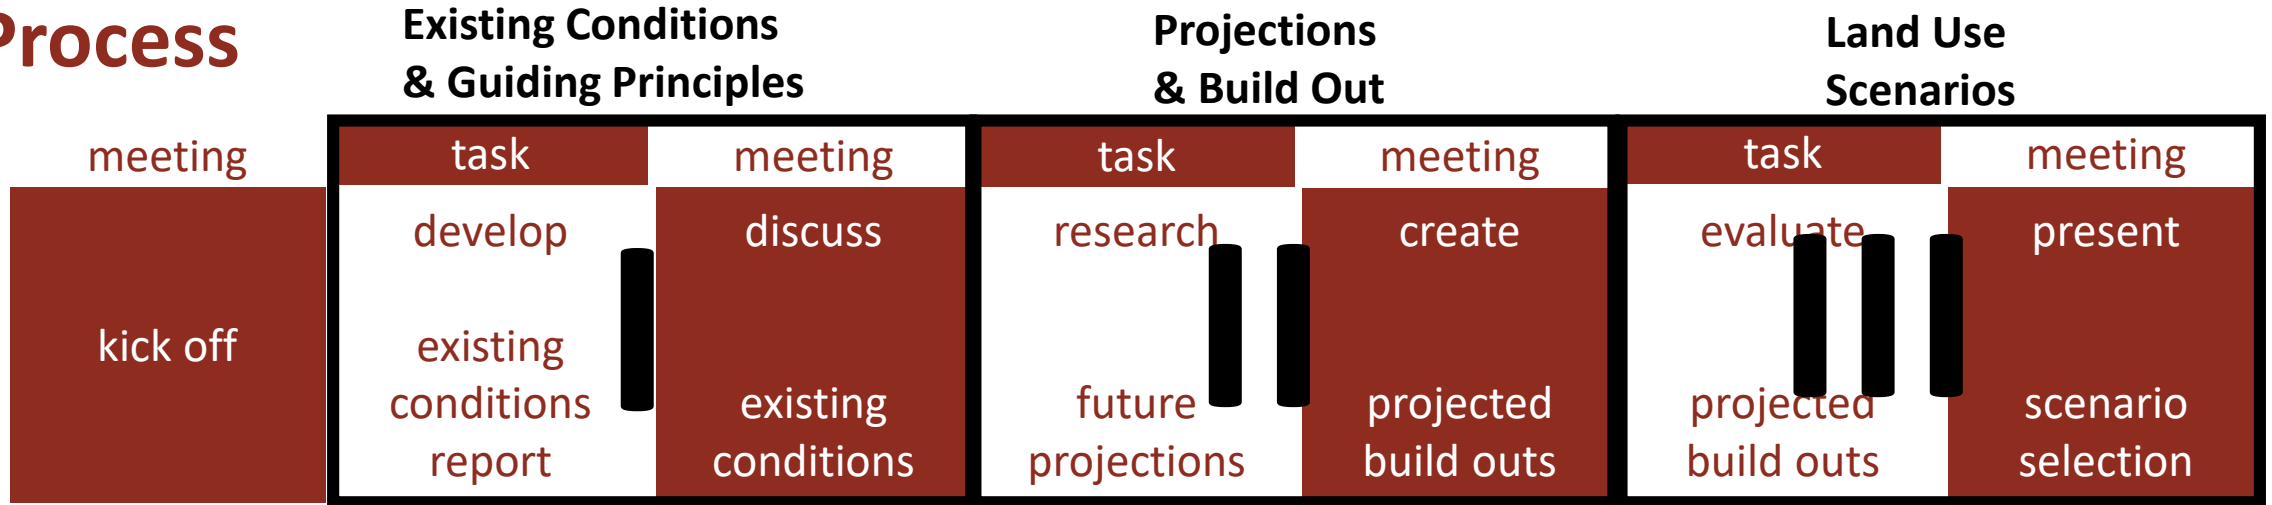 Process
Existing Conditions
& Guiding Principles
Projections
& Build Out
Land Use
Scenarios
meeting
kick off
task
develop
existing
conditions
report
meeting
discuss
existing
conditions
I
task
research
future
projections
meeting
create
projected
build outs
II
task
evaluate
projected
build outs
meeting
present
scenario
selection
III